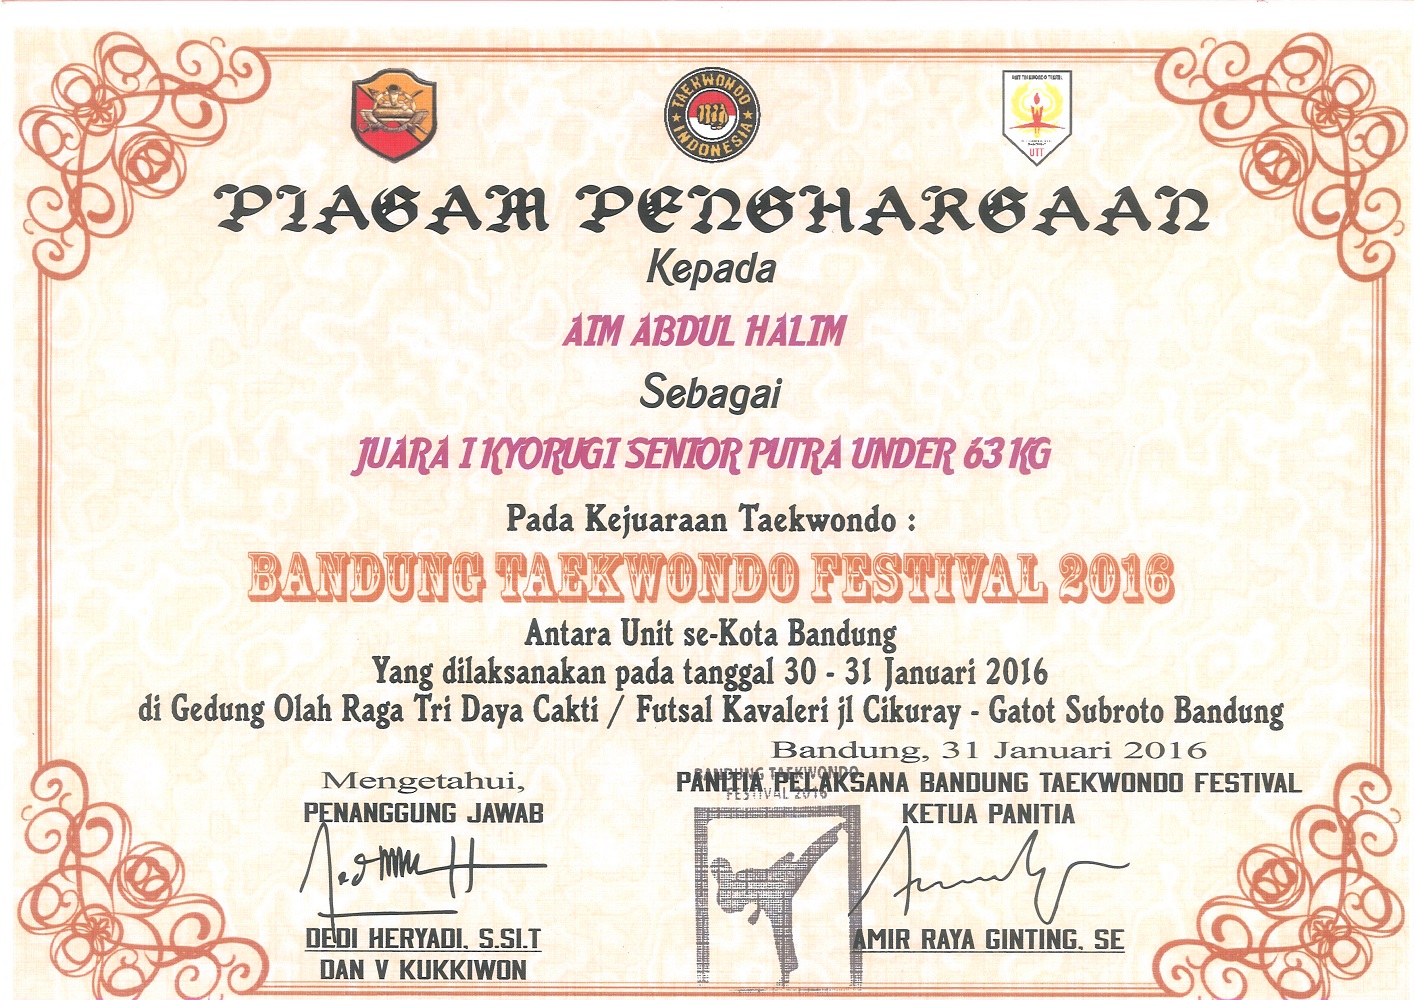 TAEKWONDO
INDONESIA
UTT
PIAGAM PENGHARGAAN
Kepada
AIM ABDUL HALIM
Sebagai
JUARA I KYORUGI SENIOR PUTRA UNDER 63 KG
Pada Kejuaraan Taekwondo :
BANDUNG TAEKWONDO FESTIVAL 2016
Antara Unit se-Kota Bandung
Yang dilaksanakan pada tanggal 30 - 31 Januari 2016
di Gedung Olah Raga Tri Daya Cakti / Futsal Kavaleri jl Cikuray - Gatot Subroto Bandung
Bandung, 31 Januari 2016
Mengetahui,
PENANGGUNG JAWAB
DEDI HERYADI, S.SI.T
DAN V KUKKIWON
PANITIA PELAKSANA BANDUNG TAEKWONDO FESTIVAL
KETUA PANITIA
BANDUNG TAEKWONDO
FESTIVAL 2016
AMIR RAYA GINTING, SE